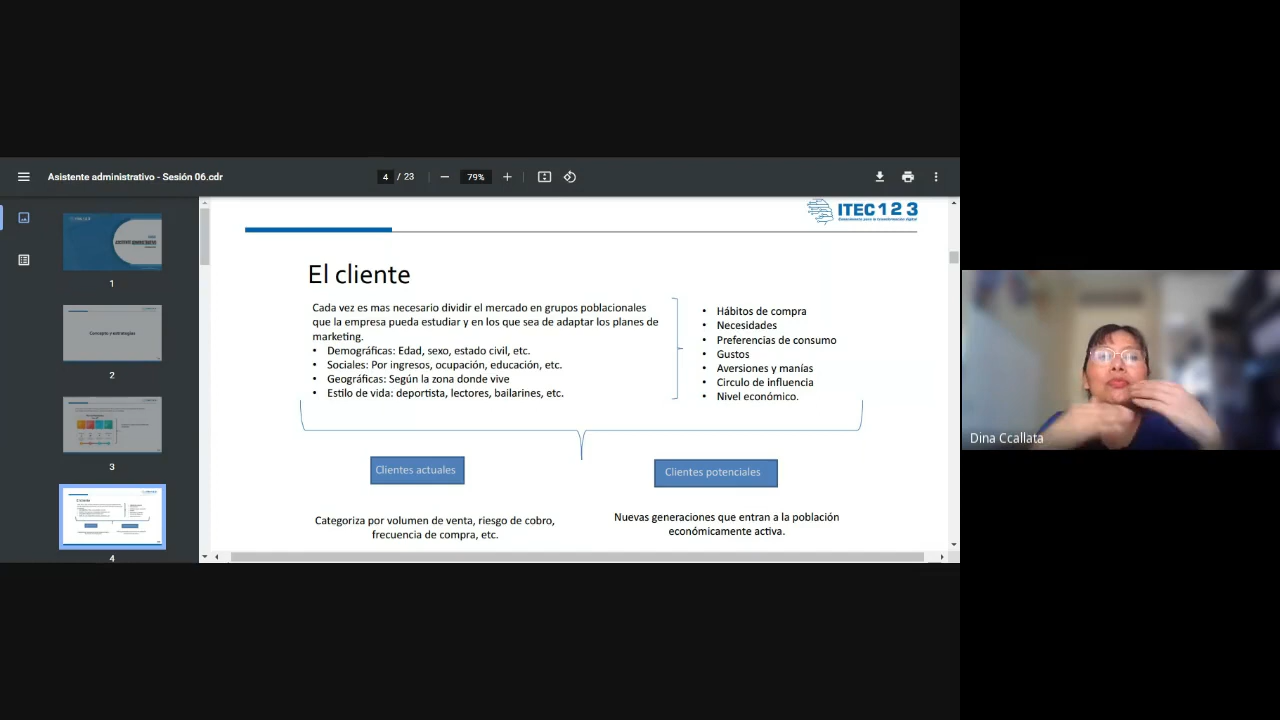 Asistente administrativo - Sesión 06.cdr
4 / 23
79%
1
2
3
4
Concepto y estrategias
ITEC 1 2 3
El cliente
Cada vez es mas necesario dividir el mercado en grupos poblacionales
que la empresa pueda estudiar y en los que sea de adaptar los planes de
marketing.
• Demográficas: Edad, sexo, estado civil, etc.
• Sociales: Por ingresos, ocupación, educación, etc.
• Geográficas: Según la zona donde vive
• Estilo de vida: deportista, lectores, bailarines, etc.
• Hábitos de compra
• Necesidades
• Preferencias de consumo
• Gustos
• Aversiones y manías
• Circulo de influencia
• Nivel económico.
Clientes actuales
Clientes potenciales
Categoriza por volumen de venta, riesgo de cobro,
frecuencia de compra, etc.
Nuevas generaciones que entran a la población
económicamente activa.
Dina Ccallata